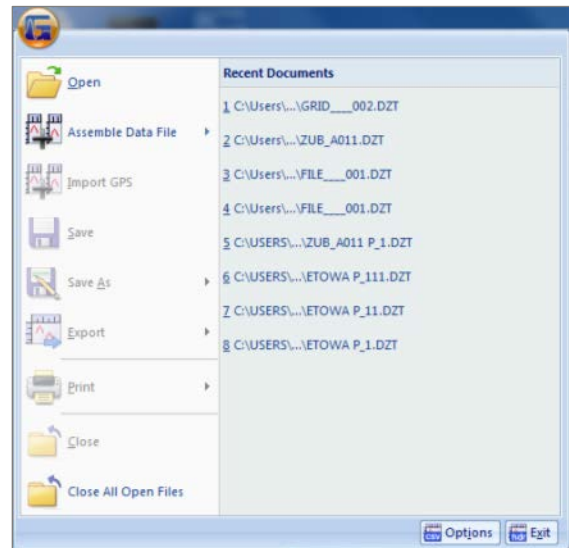 Open
Assemble Data File
Import GPS
Save
Save As
Export
Print
Close
Close All Open Files
Recent Documents
1 C:\Users\...\GRID____002.DZT
2 C:\Users\...\ZUB_A011.DZT
3 C:\Users\...\FILE____001.DZT
4 C:\Users\...\FILE____001.DZT
5 C:\USERS\...\ZUB_A011 P_1.DZT
6 C:\USERS\...\ETOWA P_111.DZT
7 C:\USERS\...\ETOWA P_11.DZT
8 C:\USERS\...\ETOWA P_1.DZT
Options
Exit